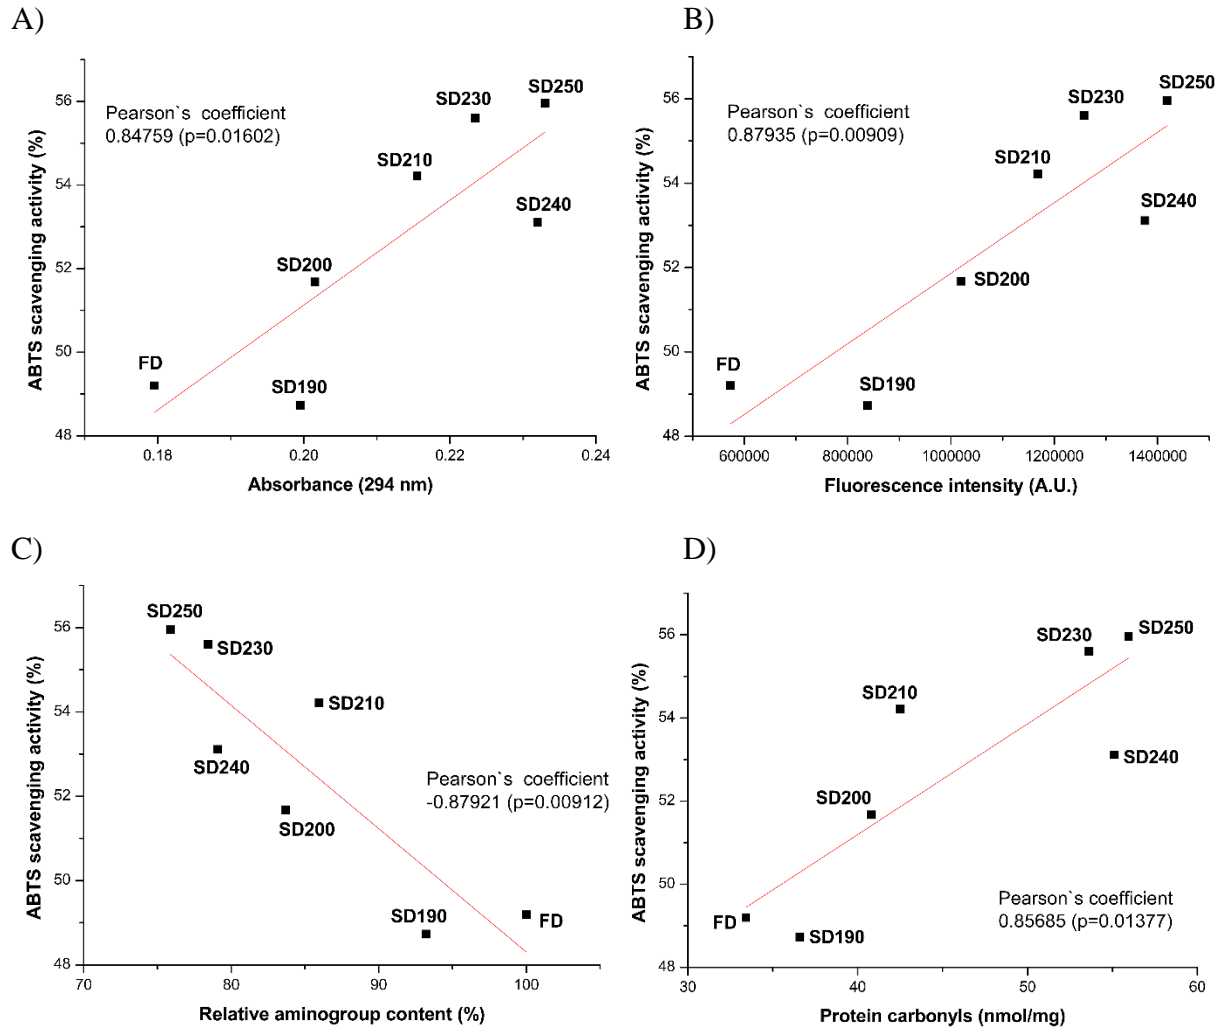 A)
Pearson`s coefficient
0.84759 (p=0.01602)
SD250
SD230
SD210
SD240
SD200
FD
SD190
56
54
52
50
48
0.18 0.20 0.22 0.24
ABTS scavenging activity (%)
Absorbance (294 nm)
B)
Pearson`s coefficient
0.87935 (p=0.00909)
SD250
SD230
SD210
SD240
SD200
FD
SD190
56
54
52
50
48
600000 800000 1000000 1200000 1400000
ABTS scavenging activity (%)
Fluorescence intensity (A.U.)
C)
SD250
SD230
SD210
SD240
Pearson`s coefficient
-0.87921 (p=0.00912)
SD200
SD190
FD
56
54
52
50
48
70 80 90 100
ABTS scavenging activity (%)
Relative aminogroup content (%)
D)
SD250
SD230
SD210
SD240
SD200
Pearson`s coefficient
0.85685 (p=0.01377)
FD
SD190
56
54
52
50
48
30 40 50 60
ABTS scavenging activity (%)
Protein carbonyls (nmol/mg)